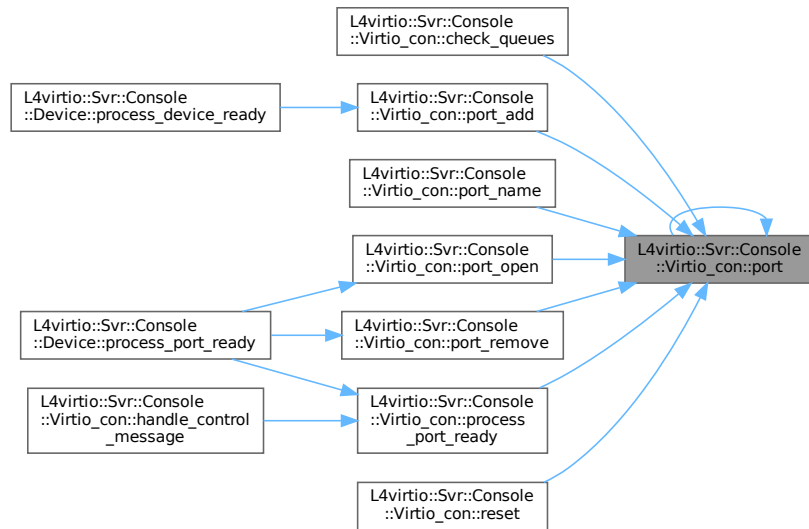 L4virtio::Svr::Console
::Virtio_con::check_queues
L4virtio::Svr::Console
::Device::process_device_ready
L4virtio::Svr::Console
::Virtio_con::port_add
L4virtio::Svr::Console
::Virtio_con::port_name
L4virtio::Svr::Console
::Virtio_con::port_open
L4virtio::Svr::Console
::Virtio_con::port
L4virtio::Svr::Console
::Device::process_port_ready
L4virtio::Svr::Console
::Virtio_con::port_remove
L4virtio::Svr::Console
::Virtio_con::handle_control
_message
L4virtio::Svr::Console
::Virtio_con::process
_port_ready
L4virtio::Svr::Console
::Virtio_con::reset